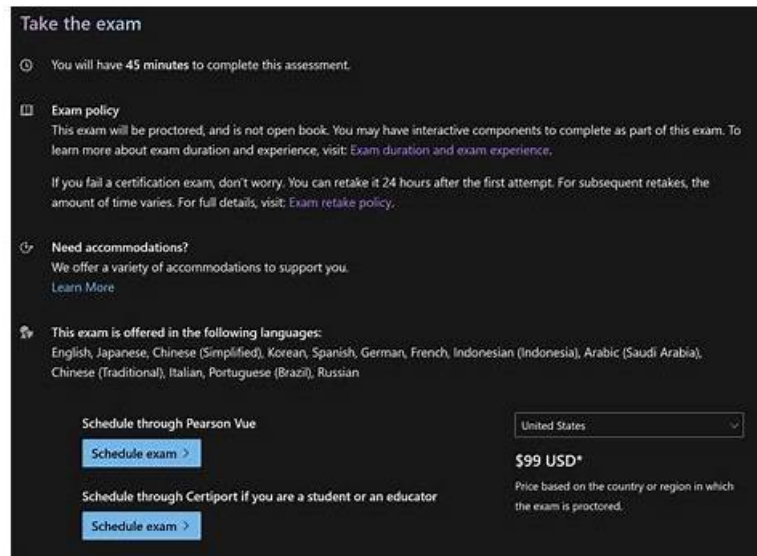 Take the exam
You will have 45 minutes to complete this assessment.
Exam policy
This exam will be proctored, and is not open book. You may have interactive components to complete as part of this exam. To
learn more about exam duration and experience, visit: Exam duration and exam experience.
If you fail a certification exam, don't worry. You can retake it 24 hours after the first attempt. For subsequent retakes, the
amount of time varies. For full details, visit: Exam retake policy.
Need accommodations?
We offer a variety of accommodations to support you.
Learn More
This exam is offered in the following languages:
English, Japanese, Chinese (Simplified), Korean, Spanish, German, French, Indonesian (Indonesia), Arabic (Saudi Arabia),
Chinese (Traditional), Italian, Portuguese (Brazil), Russian
Schedule through Pearson Vue
Schedule exam >
Schedule through Certiport if you are a student or an educator
Schedule exam >
United States
$99 USD*
Price based on the country or region in which
the exam is proctored.